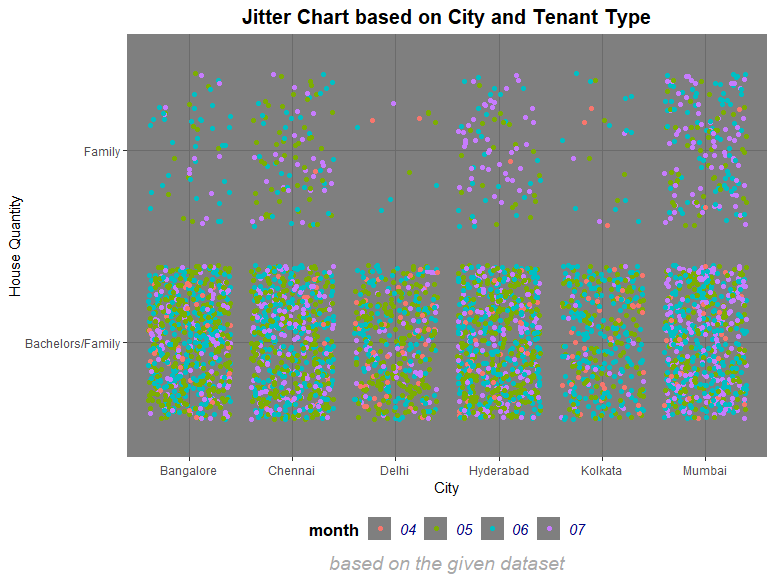 Jitter Chart based on City and Tenant Type
House Quantity
Family
Bachelors/Family
Bangalore Chennai Delhi Hyderabad Kolkata Mumbai
City
month 04 05 06 07
based on the given dataset